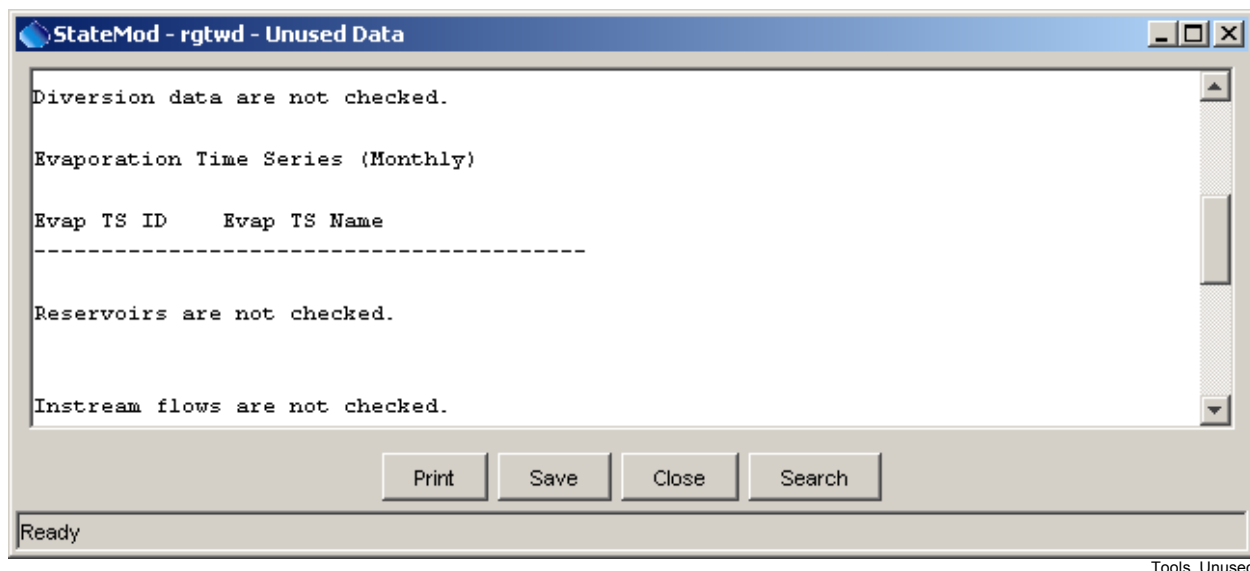 StateMod - rgtwd - Unused Data
Diversion data are not checked.
Evaporation Time Series (Monthly)
Evap TS ID    Evap TS Name
----------------------------------------
Reservoirs are not checked.
Instream flows are not checked.
Print Save Close Search
Ready
Tools_Unused